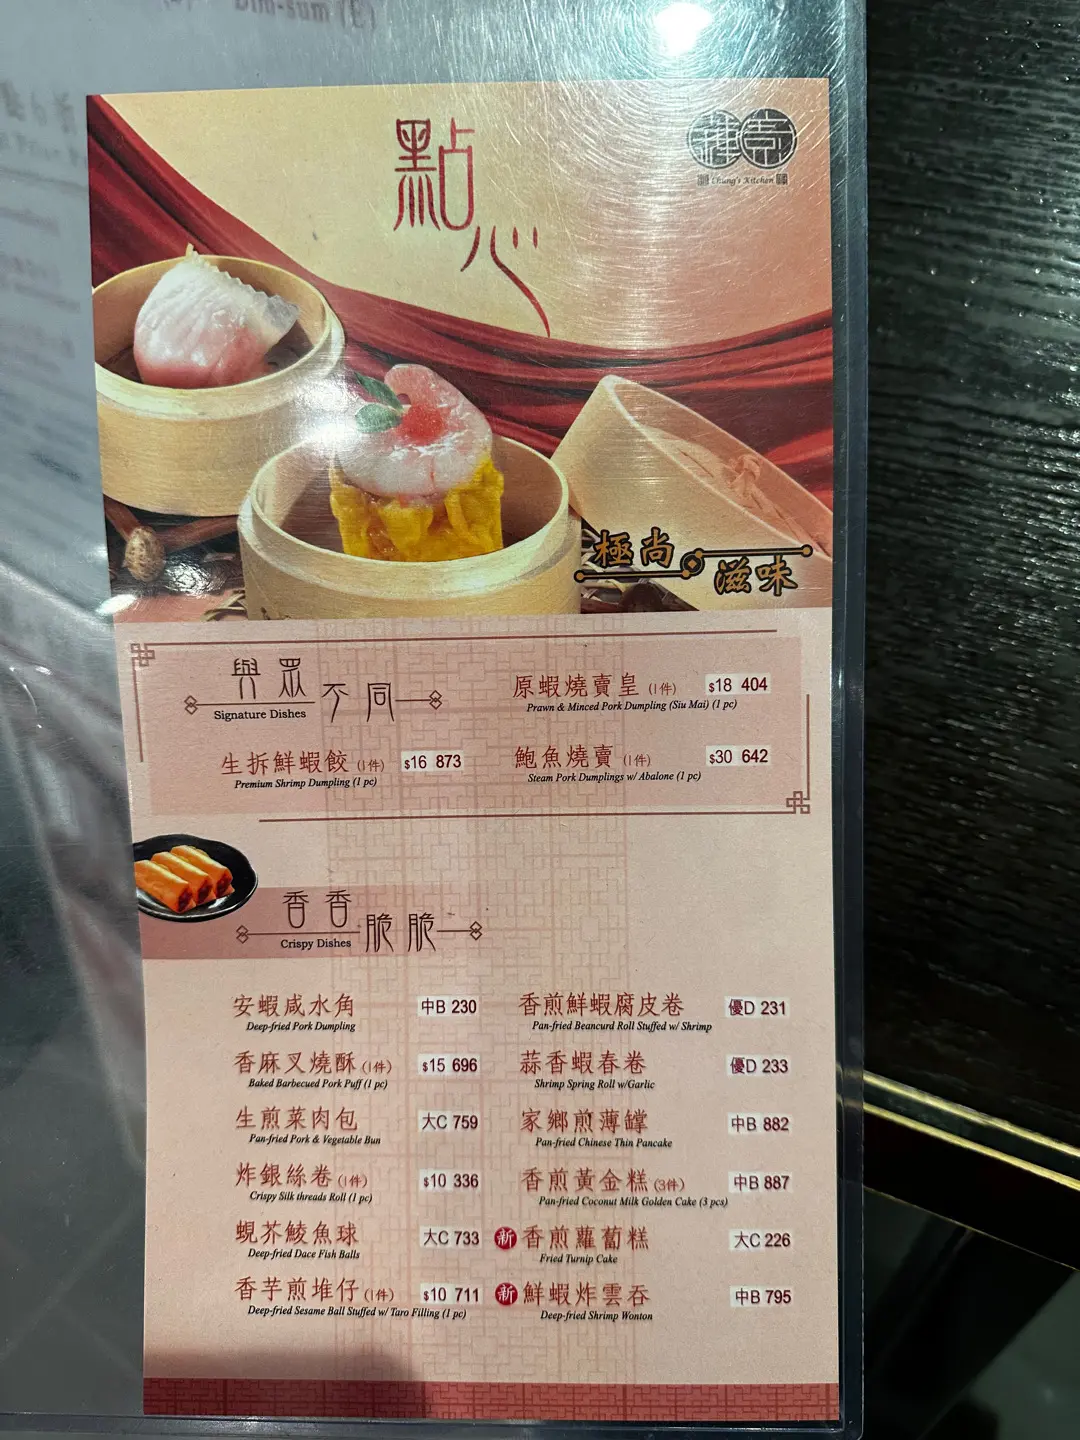 Dim-sum (E)
點心
Chung's Kitchen
極尚
滋味
與眾不同
Signature Dishes
原蝦燒賣皇 (1件) $18 404
Prawn & Minced Pork Dumpling (Siu Mai) (1 pc)
生拆鮮蝦餃 (1件) $16 873
Premium Shrimp Dumpling (1 pc)
鮑魚燒賣 (1件) $30 642
Steam Pork Dumplings w/ Abalone (1 pc)
香香脆脆
Crispy Dishes
安蝦咸水角 中B 230
Deep-fried Pork Dumpling
香麻叉燒酥 (1件) $15 696
Baked Barbecued Pork Puff (1 pc)
生煎菜肉包 大C 759
Pan-fried Pork & Vegetable Bun
炸銀絲卷 (1件) $10 336
Crispy Silk threads Roll (1 pc)
蜆芥鯪魚球 大C 733
Deep-fried Dace Fish Balls
香芋煎堆仔 (1件) $10 711
Deep-fried Sesame Ball Stuffed w/ Taro Filling (1 pc)
香煎鮮蝦腐皮卷 優D 231
Pan-fried Beancurd Roll Stuffed w/ Shrimp
蒜香蝦春卷 優D 233
Shrimp Spring Roll w/Garlic
家鄉煎薄罉 中B 882
Pan-fried Chinese Thin Pancake
香煎黃金糕 (3件) 中B 887
Pan-fried Coconut Milk Golden Cake (3 pcs)
新 香煎蘿蔔糕 大C 226
Fried Turnip Cake
新 鮮蝦炸雲吞 中B 795
Deep-fried Shrimp Wonton